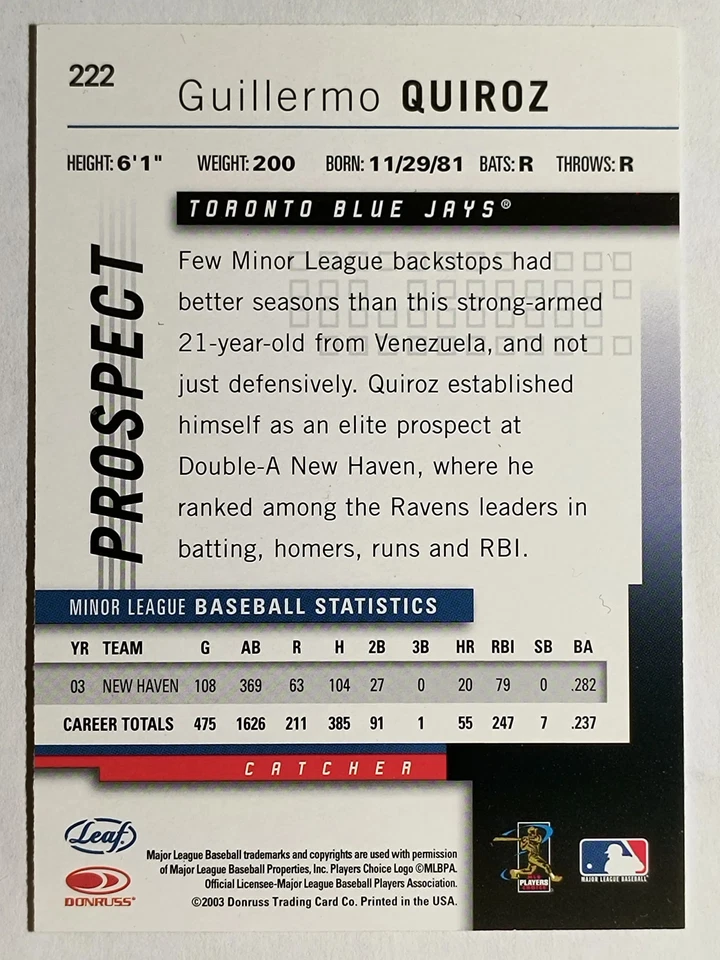 222
Guillermo QUIROZ
HEIGHT: 6'1" WEIGHT: 200 BORN: 11/29/81 BATS: R THROWS: R
TORONTO BLUE JAYS®
PROSPECT
Few Minor League backstops had
better seasons than this strong-armed
21-year-old from Venezuela, and not
just defensively. Quiroz established
himself as an elite prospect at
Double-A New Haven, where he
ranked among the Ravens leaders in
batting, homers, runs and RBI.
MINOR LEAGUE BASEBALL STATISTICS
YR TEAM G AB R H 2B 3B HR RBI SB BA
03 NEW HAVEN 108 369 63 104 27 0 20 79 0 .282
CAREER TOTALS 475 1626 211 385 91 1 55 247 7 .237
CATCHER
Leaf
DONRUSS
Major League Baseball trademarks and copyrights are used with permission
of Major League Baseball Properties, Inc. Players Choice Logo ©MLBPA.
Official Licensee-Major League Baseball Players Association.
©2003 Donruss Trading Card Co. Printed in the USA.
MLB
PLAYERS
CHOICE
MAJOR LEAGUE BASEBALL